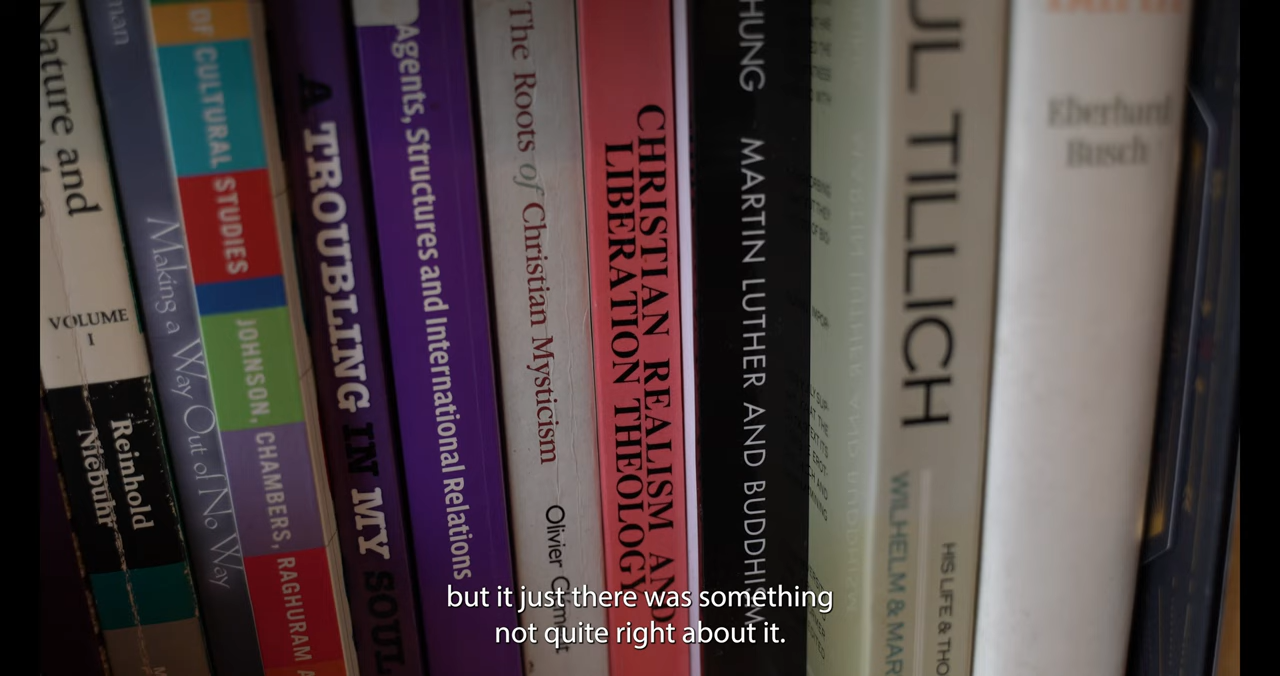 Nature and
VOLUME
I
Reinhold
Niebuhr
man
Making a Way Out of No Way
OF CULTURAL STUDIES
JOHNSON, CHAMBERS, RAGHURAM
A TROUBLING IN MY SOUL
Agents, Structures and International Relations
The Roots of Christian Mysticism
Olivier
CHRISTIAN REALISM AND
LIBERATION THEOLOGY
HUNG MARTIN LUTHER AND BUDDHISM
UL TILLICH
WILHELM & MAR
HIS LIFE & THO
Eberhard
Busch
but it just there was something
not quite right about it.